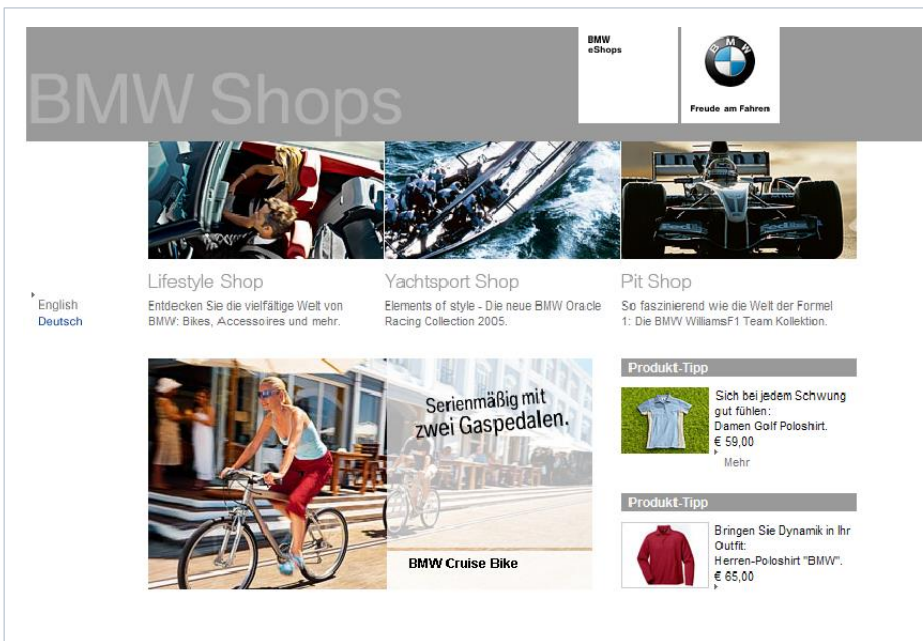 BMW
eShops
BMW Shops
BMW
Freude am Fahren
Lifestyle Shop
Entdecken Sie die vielfältige Welt von
BMW: Bikes, Accessoires und mehr.
Yachtsport Shop
Elements of style - Die neue BMW Oracle
Racing Collection 2005.
Pit Shop
So faszinierend wie die Welt der Formel
1: Die BMW WilliamsF1 Team Kollektion.
English
Deutsch
Serienmäßig mit
zwei Gaspedalen.
BMW Cruise Bike
Produkt-Tipp
Sich bei jedem Schwung
gut fühlen:
Damen Golf Poloshirt.
€ 59,00
Mehr
Produkt-Tipp
Bringen Sie Dynamik in Ihr
Outfit:
Herren-Poloshirt "BMW".
€ 65,00